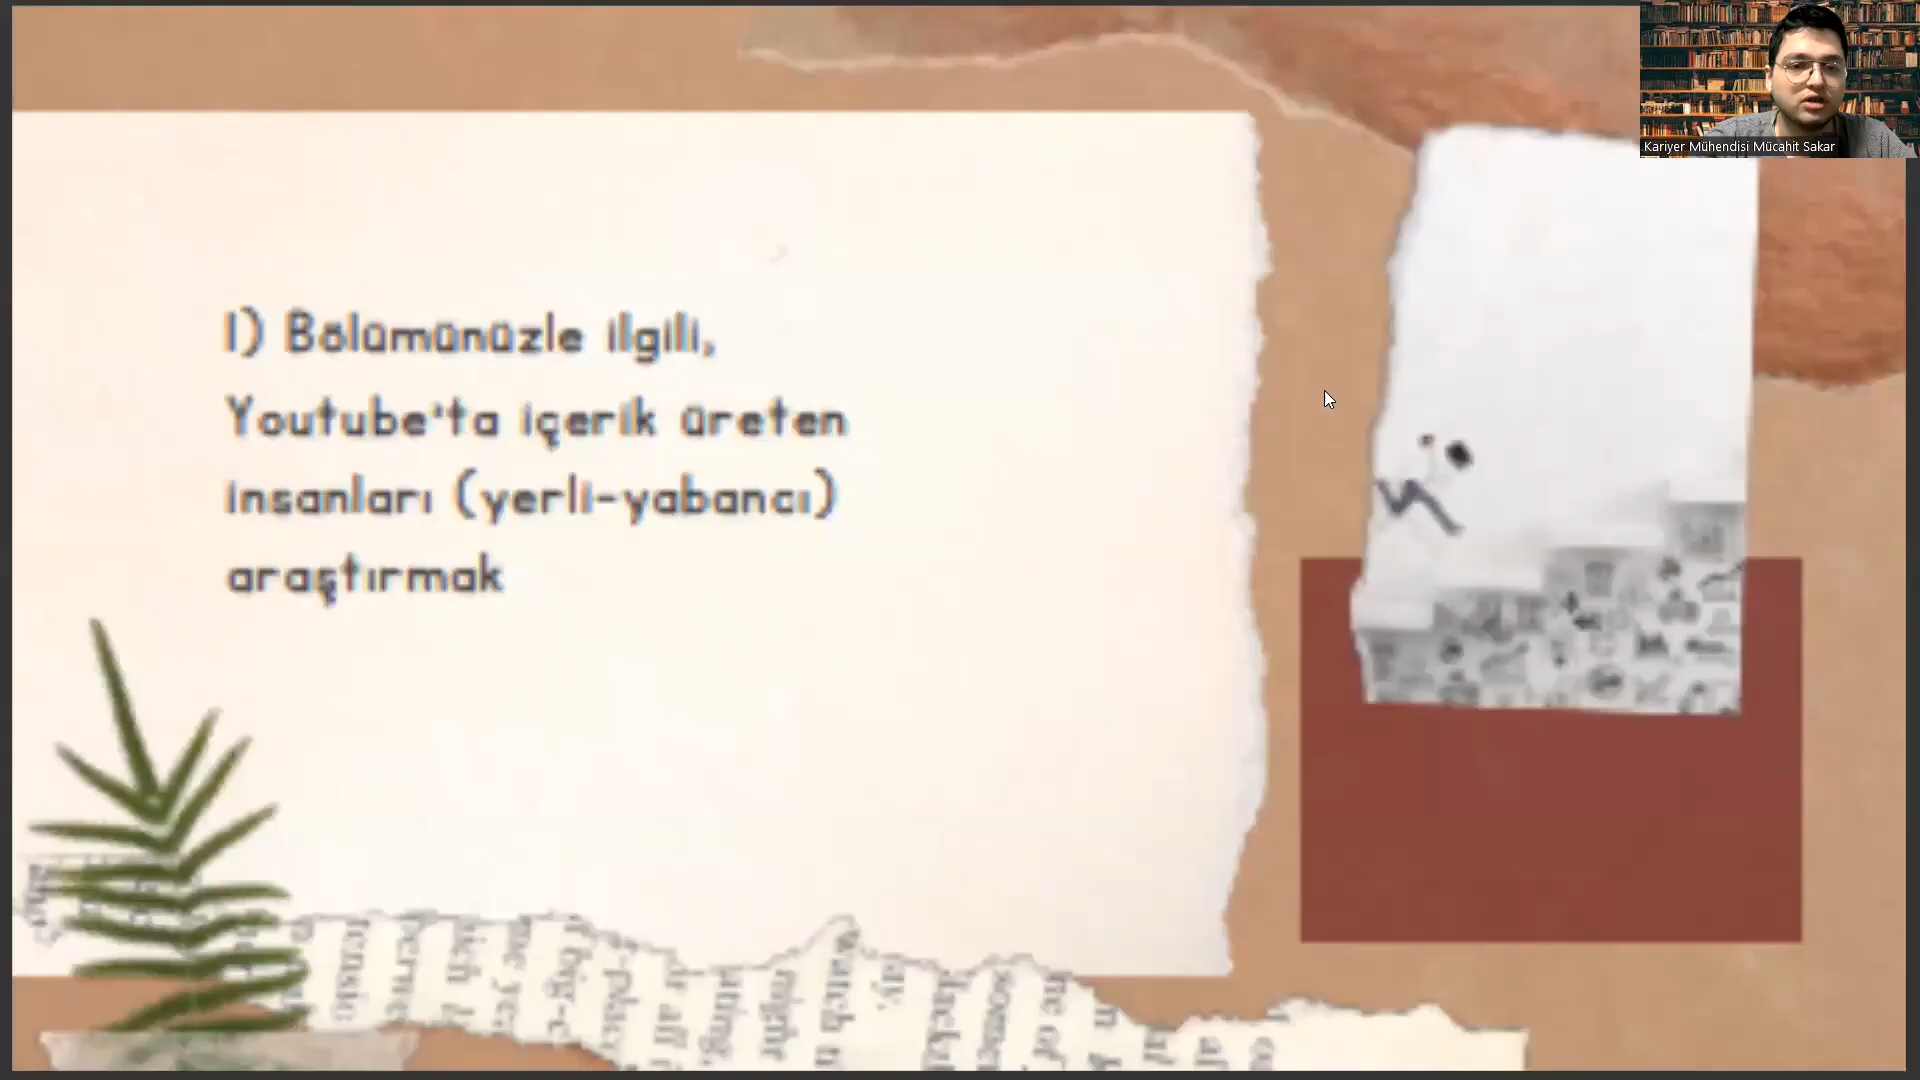 Kariyer Mühendisi Mücahit Sakar
1) Bölümünüzle ilgili,
Youtube'ta içerik üreten
insanları (yerli-yabancı)
araştırmak